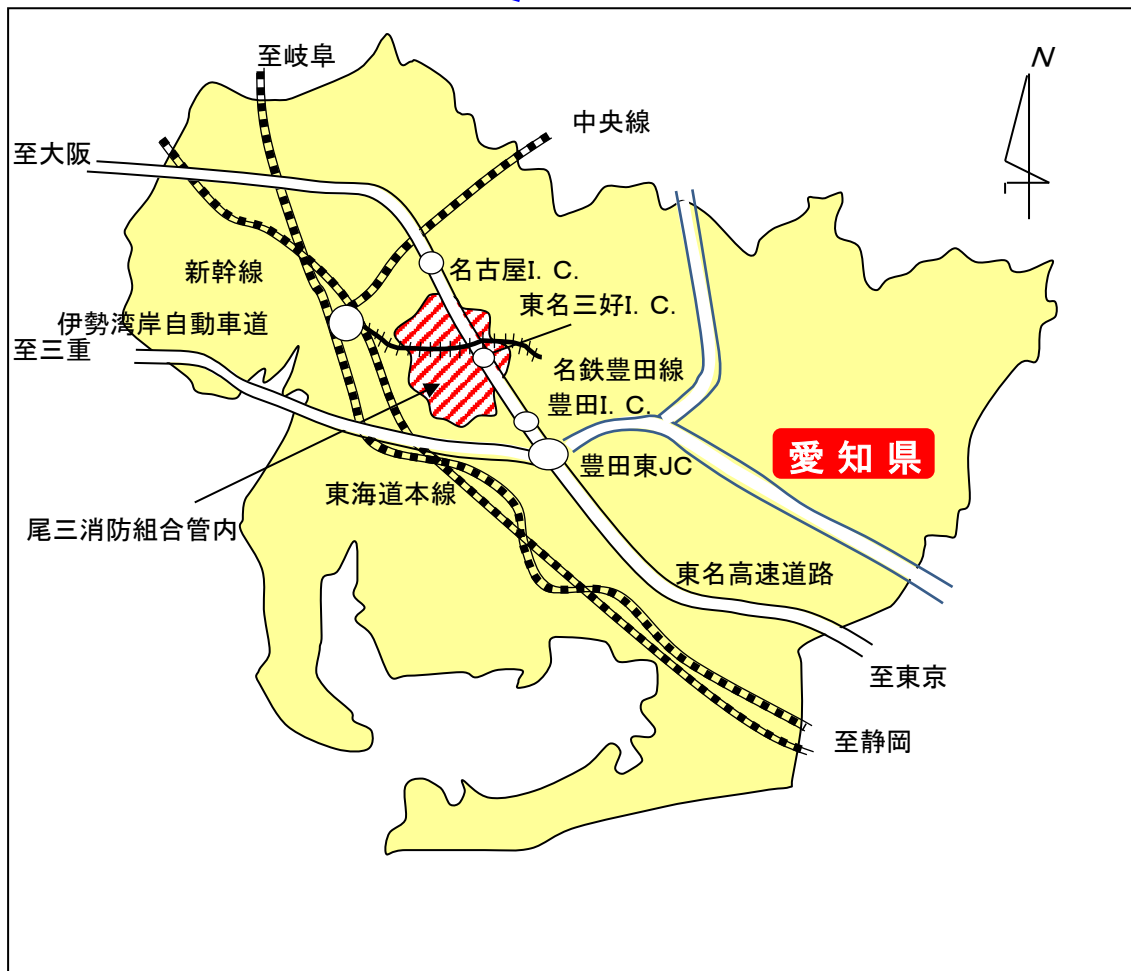 至岐阜
N
中央線
至大阪
名古屋I．C．
新幹線
東名三好I．C．
伊勢湾岸自動車道
至三重
名鉄豊田線
豊田I．C．
愛知県
豊田東JC
東海道本線
尾三消防組合管内
東名高速道路
至東京
至静岡